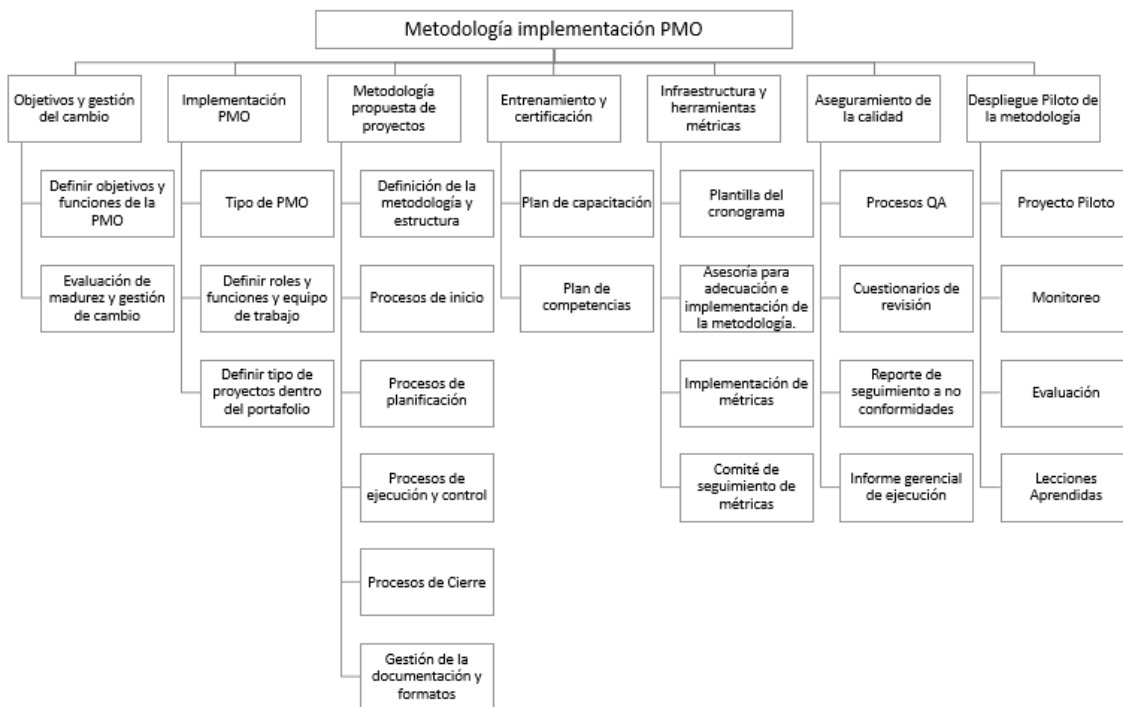 Metodología implementación PMO
Objetivos y gestión
del cambio
Implementación
PMO
Metodología
propuesta de
proyectos
Entrenamiento y
certificación
Infraestructura y
herramientas
métricas
Aseguramiento de
la calidad
Despliegue Piloto de
la metodología
Definir objetivos y
funciones de la
PMO
Evaluación de
madurez y gestión
de cambio
Tipo de PMO
Definir roles y
funciones y equipo
de trabajo
Definir tipo de
proyectos dentro
del portafolio
Definición de la
metodología y
estructura
Procesos de inicio
Procesos de
planificación
Procesos de
ejecución y control
Procesos de Cierre
Gestión de la
documentación y
formatos
Plan de capacitación
Plan de
competencias
Plantilla del
cronograma
Asesoría para
adecuación e
implementación de
la metodología.
Implementación de
métricas
Comité de
seguimiento de
métricas
Procesos QA
Cuestionarios de
revisión
Reporte de
seguimiento a no
conformidades
Informe gerencial
de ejecución
Proyecto Piloto
Monitoreo
Evaluación
Lecciones
Aprendidas